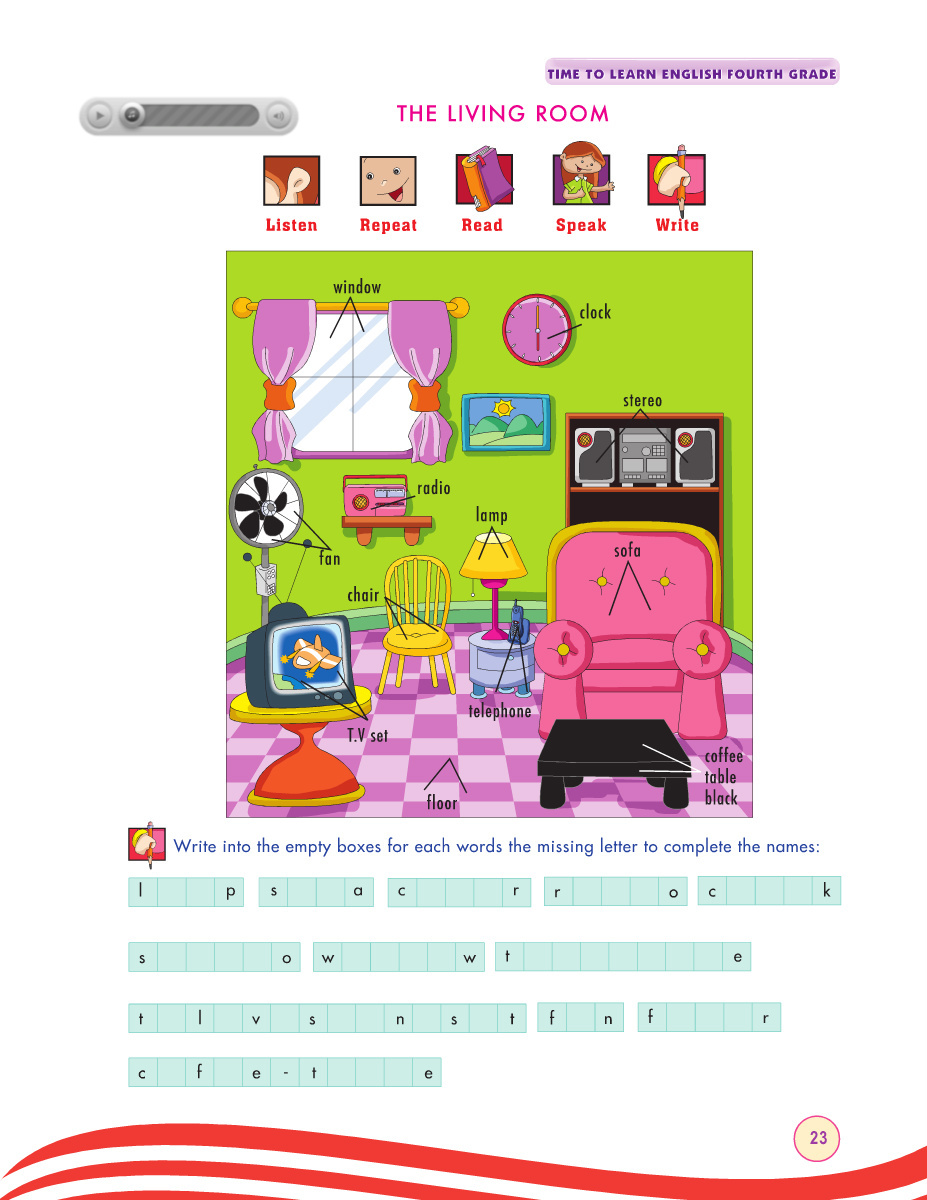 TIME TO LEARN ENGLISH FOURTH GRADE
THE LIVING ROOM
Listen Repeat Read Speak Write
window
clock
stereo
radio
lamp
sofa
fan
chair
telephone
T.V set
coffee
table
black
floor
Write into the empty boxes for each words the missing letter to complete the names:
l p s a c r r o c k
s o w w t e
t l v s n s t f n f r
c f e - t e
23